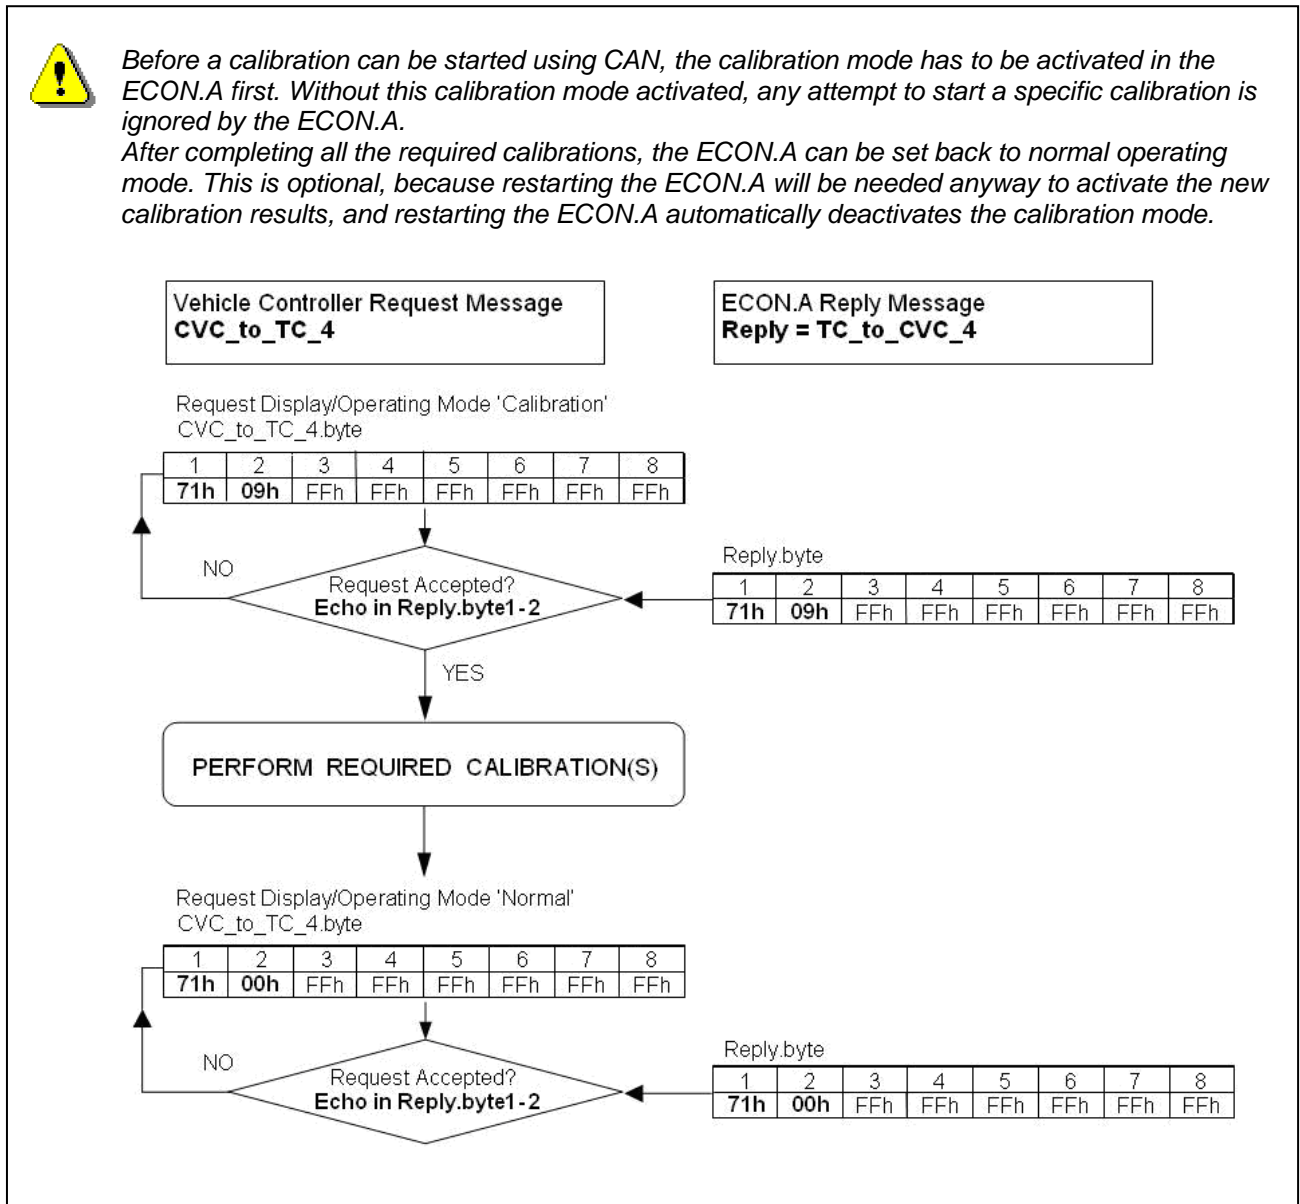 Before a calibration can be started using CAN, the calibration mode has to be activated in the
ECON.A first. Without this calibration mode activated, any attempt to start a specific calibration is
ignored by the ECON.A.
After completing all the required calibrations, the ECON.A can be set back to normal operating
mode. This is optional, because restarting the ECON.A will be needed anyway to activate the new
calibration results, and restarting the ECON.A automatically deactivates the calibration mode.
Vehicle Controller Request Message
CVC_to_TC_4
ECON.A Reply Message
Reply = TC_to_CVC_4
Request Display/Operating Mode 'Calibration'
CVC_to_TC_4.byte
1 2 3 4 5 6 7 8
71h 09h FFh FFh FFh FFh FFh FFh
NO
Request Accepted?
Echo in Reply.byte1-2
Reply.byte
1 2 3 4 5 6 7 8
71h 09h FFh FFh FFh FFh FFh FFh
YES
PERFORM REQUIRED CALIBRATION(S)
Request Display/Operating Mode 'Normal'
CVC_to_TC_4.byte
1 2 3 4 5 6 7 8
71h 00h FFh FFh FFh FFh FFh FFh
NO
Request Accepted?
Echo in Reply.byte1-2
Reply.byte
1 2 3 4 5 6 7 8
71h 00h FFh FFh FFh FFh FFh FFh